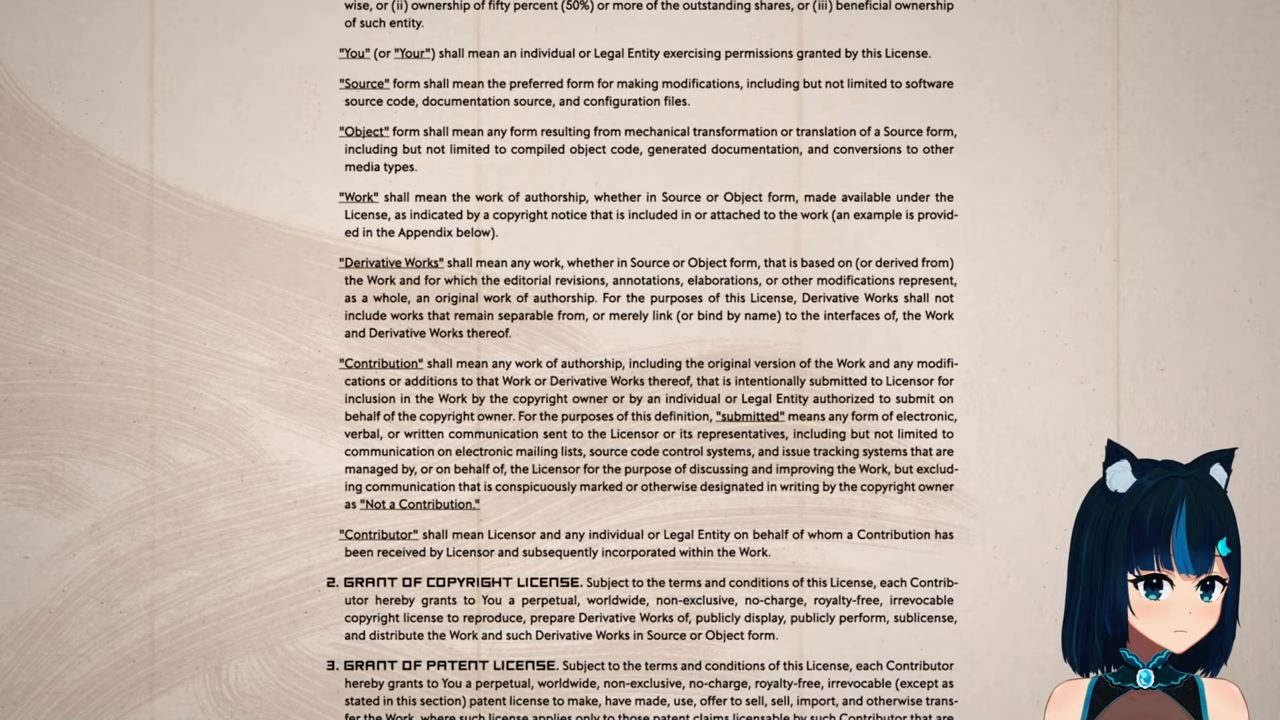 wise, or (ii) ownership of fifty percent (50%) or more of the outstanding shares, or (iii) beneficial ownership
of such entity.
"You" (or "Your") shall mean an individual or Legal Entity exercising permissions granted by this License.
"Source" form shall mean the preferred form for making modifications, including but not limited to software
source code, documentation source, and configuration files.
"Object" form shall mean any form resulting from mechanical transformation or translation of a Source form,
including but not limited to compiled object code, generated documentation, and conversions to other
media types.
"Work" shall mean the work of authorship, whether in Source or Object form, made available under the
License, as indicated by a copyright notice that is included in or attached to the work (an example is provid-
ed in the Appendix below).
"Derivative Works" shall mean any work, whether in Source or Object form, that is based on (or derived from)
the Work and for which the editorial revisions, annotations, elaborations, or other modifications represent,
as a whole, an original work of authorship. For the purposes of this License, Derivative Works shall not
include works that remain separable from, or merely link (or bind by name) to the interfaces of, the Work
and Derivative Works thereof.
"Contribution" shall mean any work of authorship, including the original version of the Work and any modifi-
cations or additions to that Work or Derivative Works thereof, that is intentionally submitted to Licensor for
inclusion in the Work by the copyright owner or by an individual or Legal Entity authorized to submit on
behalf of the copyright owner. For the purposes of this definition, "submitted" means any form of electronic,
verbal, or written communication sent to the Licensor or its representatives, including but not limited to
communication on electronic mailing lists, source code control systems, and issue tracking systems that are
managed by, or on behalf of, the Licensor for the purpose of discussing and improving the Work, but exclud-
ing communication that is conspicuously marked or otherwise designated in writing by the copyright owner
as "Not a Contribution."
"Contributor" shall mean Licensor and any individual or Legal Entity on behalf of whom a Contribution has
been received by Licensor and subsequently incorporated within the Work.
2. GRANT OF COPYRIGHT LICENSE. Subject to the terms and conditions of this License, each Contrib-
utor hereby grants to You a perpetual, worldwide, non-exclusive, no-charge, royalty-free, irrevocable
copyright license to reproduce, prepare Derivative Works of, publicly display, publicly perform, sublicense,
and distribute the Work and such Derivative Works in Source or Object form.
3. GRANT OF PATENT LICENSE. Subject to the terms and conditions of this License, each Contributor
hereby grants to You a perpetual, worldwide, non-exclusive, no-charge, royalty-free, irrevocable (except as
stated in this section) patent license to make, have made, use, offer to sell, sell, import, and otherwise trans-
fer the Work, where such license applies only to those patent claims licensable by such Contributor that are